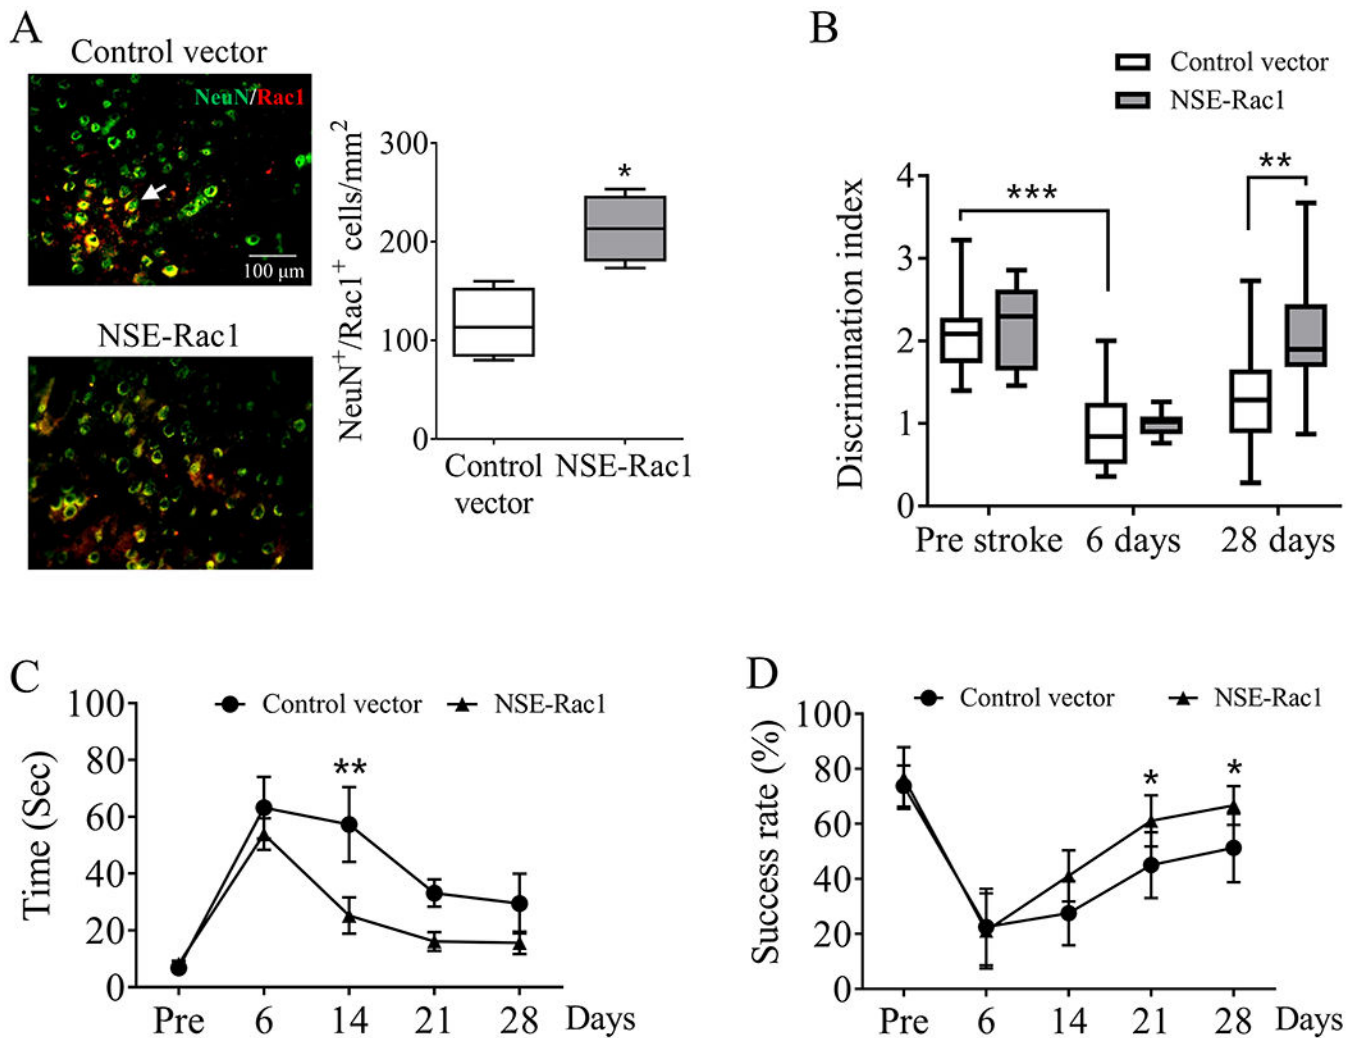 A
Control vector
NeuN/Rac1
100 μm
NSE-Rac1
NeuN⁺/Rac1⁺ cells/mm²
300
200
100
0
*
Control vector
NSE-Rac1
B
Control vector
NSE-Rac1
Discrimination index
4
3
2
1
0
***
**
Pre stroke 6 days 28 days
C
Control vector NSE-Rac1
Time (Sec)
100
80
60
40
20
0
**
Pre 6 14 21 28 Days
D
Control vector NSE-Rac1
Success rate (%)
100
80
60
40
20
0
* *
Pre 6 14 21 28 Days